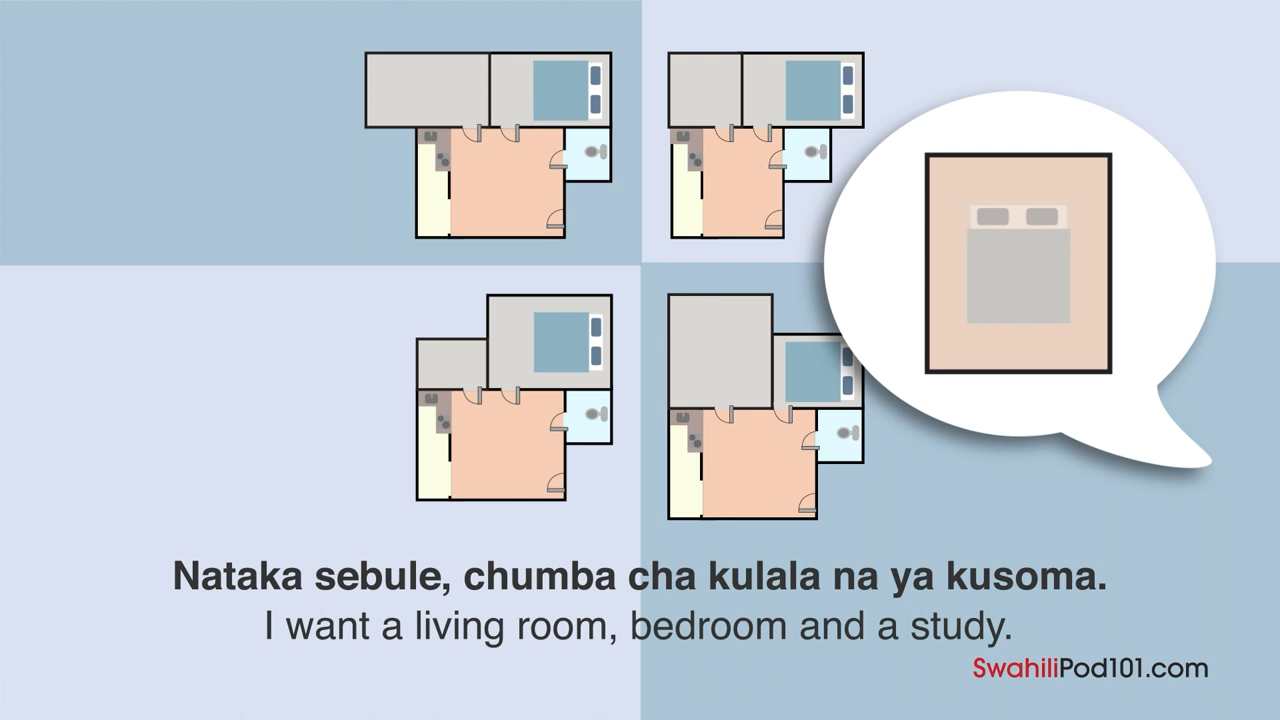 Nataka sebule, chumba cha kulala na ya kusoma.
I want a living room, bedroom and a study.
SwahiliPod101.com